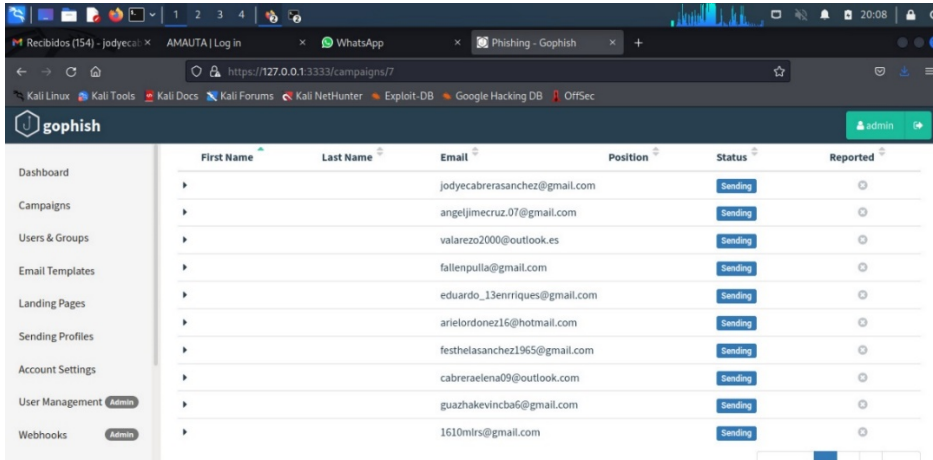 1 2 3 4
20:08
Recibidos (154) - jodyecab
AMAUTA | Log in
WhatsApp
Phishing - Gophish
https://127.0.0.1:3333/campaigns/7
Kali Linux Kali Tools Kali Docs Kali Forums Kali NetHunter Exploit-DB Google Hacking DB OffSec
gophish
admin
Dashboard
Campaigns
Users & Groups
Email Templates
Landing Pages
Sending Profiles
Account Settings
User Management Admin
Webhooks Admin
First Name Last Name Email Position Status Reported
jodyecabrerasanchez@gmail.com Sending
angeljimecruz.07@gmail.com Sending
valarezo2000@outlook.es Sending
fallenpulla@gmail.com Sending
eduardo_13enrriques@gmail.com Sending
arielordonez16@hotmail.com Sending
festhelasanchez1965@gmail.com Sending
cabreraelena09@outlook.com Sending
guazhakevincba6@gmail.com Sending
1610mlrs@gmail.com Sending